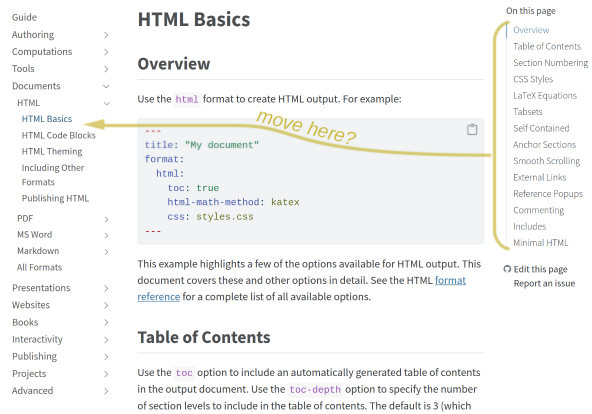 Guide
Authoring
Computations
Tools
Documents
HTML
HTML Basics
HTML Code Blocks
HTML Theming
Including Other
Formats
Publishing HTML
PDF
MS Word
Markdown
All Formats
Presentations
Websites
Books
Interactivity
Publishing
Projects
Advanced
HTML Basics
Overview
Use the html format to create HTML output. For example:
---
title: "My document"
format:
  html:
    toc: true
    html-math-method: katex
    css: styles.css
---
move here?
This example highlights a few of the options available for HTML output. This
document covers these and other options in detail. See the HTML format
reference for a complete list of all available options.
Table of Contents
Use the toc option to include an automatically generated table of contents
in the output document. Use the toc-depth option to specify the number
of section levels to include in the table of contents. The default is 3 (which
On this page
Overview
Table of Contents
Section Numbering
CSS Styles
LaTeX Equations
Tabsets
Self Contained
Anchor Sections
Smooth Scrolling
External Links
Reference Popups
Commenting
Includes
Minimal HTML
Edit this page
Report an issue